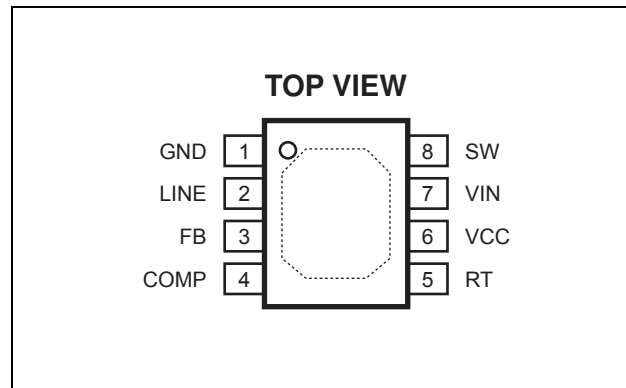 TOP VIEW
GND 1 8 SW
LINE 2 7 VIN
FB 3 6 VCC
COMP 4 5 RT